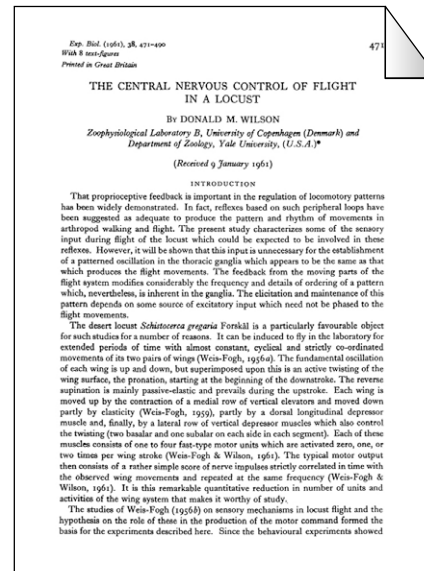 Exp. Biol. (1961), 38, 471-490
With 8 text-figures
Printed in Great Britain
471
THE CENTRAL NERVOUS CONTROL OF FLIGHT
IN A LOCUST
By DONALD M. WILSON
Zoophysiological Laboratory B, University of Copenhagen (Denmark) and
Department of Zoology, Yale University, (U.S.A.)*
(Received 9 January 1961)
INTRODUCTION
That proprioceptive feedback is important in the regulation of locomotory patterns
has been widely demonstrated. In fact, reflexes based on such peripheral loops have
been suggested as adequate to produce the pattern and rhythm of movements in
arthropod walking and flight. The present study characterizes some of the sensory
input during flight of the locust which could be expected to be involved in these
reflexes. However, it will be shown that this input is unnecessary for the establishment
of a patterned oscillation in the thoracic ganglia which appears to be the same as that
which produces the flight movements. The feedback from the moving parts of the
flight system modifies considerably the frequency and details of ordering of a pattern
which, nevertheless, is inherent in the ganglia. The elicitation and maintenance of this
pattern depends on some source of excitatory input which need not be phased to the
flight movements.
The desert locust Schistocerca gregaria Forskål is a particularly favourable object
for such studies for a number of reasons. It can be induced to fly in the laboratory for
extended periods of time with almost constant, cyclical and strictly co-ordinated
movements of its two pairs of wings (Weis-Fogh, 1956a). The fundamental oscillation
of each wing is up and down, but superimposed upon this is an active twisting of the
wing surface, the pronation, starting at the beginning of the downstroke. The reverse
supination is mainly passive-elastic and prevails during the upstroke. Each wing is
moved up by the contraction of a medial row of vertical elevators and moved down
partly by elasticity (Weis-Fogh, 1959), partly by a dorsal longitudinal depressor
muscle and, finally, by a lateral row of vertical depressor muscles which also control
the twisting (two basalar and one subalar on each side in each segment). Each of these
muscles consists of one to four fast-type motor units which are activated zero, one, or
two times per wing stroke (Weis-Fogh & Wilson, 1961). The typical motor output
then consists of a rather simple score of nerve impulses strictly correlated in time with
the observed wing movements and repeated at the same frequency (Weis-Fogh &
Wilson, 1961). It is this remarkable quantitative reduction in number of units and
activities of the wing system that makes it worthy of study.
The studies of Weis-Fogh (1956b) on sensory mechanisms in locust flight and the
hypothesis on the role of these in the production of the motor command formed the
basis for the experiments described here. Since the behavioural experiments showed